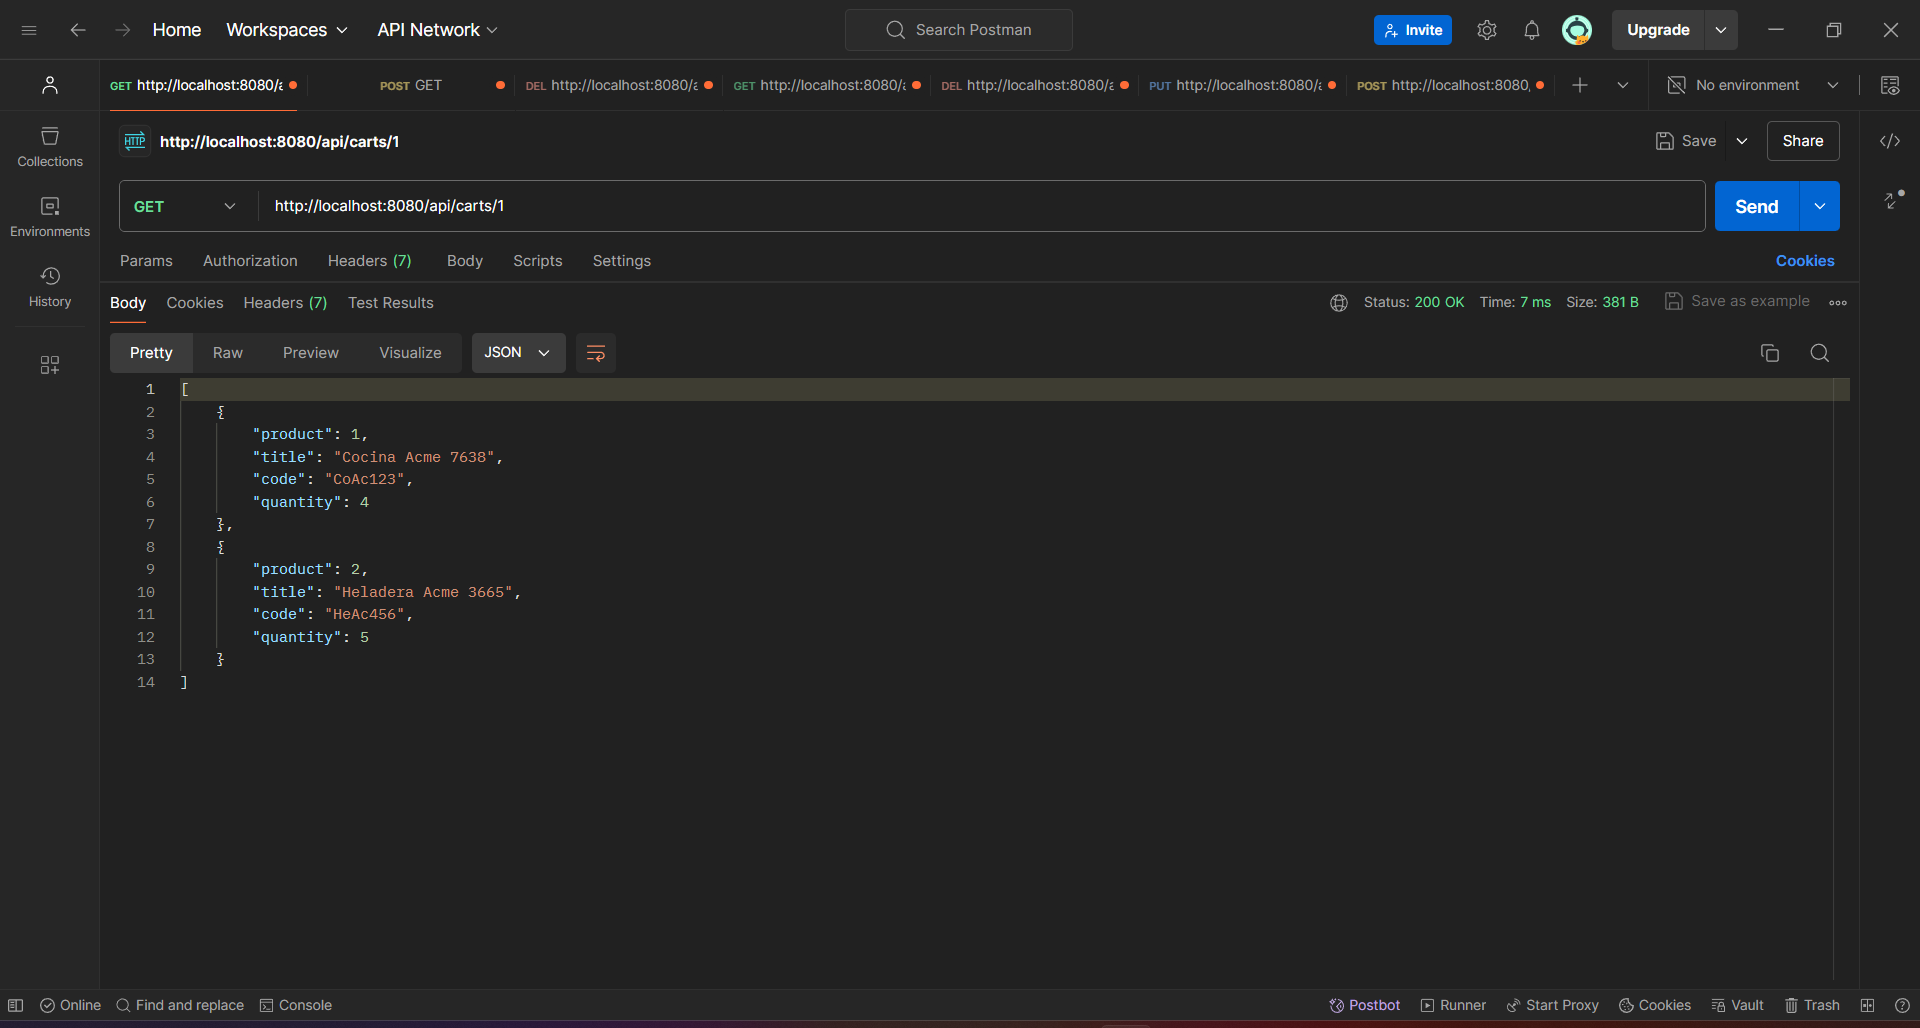 Home Workspaces API Network Search Postman Invite Upgrade
GET http://localhost:8080/a POST GET DEL http://localhost:8080/a GET http://localhost:8080/a DEL http://localhost:8080/a PUT http://localhost:8080/a POST http://localhost:8080/ No environment
HTTP http://localhost:8080/api/carts/1 Save Share </>
Collections
GET http://localhost:8080/api/carts/1 Send
Environments
Params Authorization Headers (7) Body Scripts Settings Cookies
History
Body Cookies Headers (7) Test Results Status: 200 OK Time: 7 ms Size: 381 B Save as example
Pretty Raw Preview Visualize JSON
1 [
2 {
3 "product": 1,
4 "title": "Cocina Acme 7638",
5 "code": "CoAc123",
6 "quantity": 4
7 },
8 {
9 "product": 2,
10 "title": "Heladera Acme 3665",
11 "code": "HeAc456",
12 "quantity": 5
13 }
14 ]
Online Find and replace Console Postbot Runner Start Proxy Cookies Vault Trash